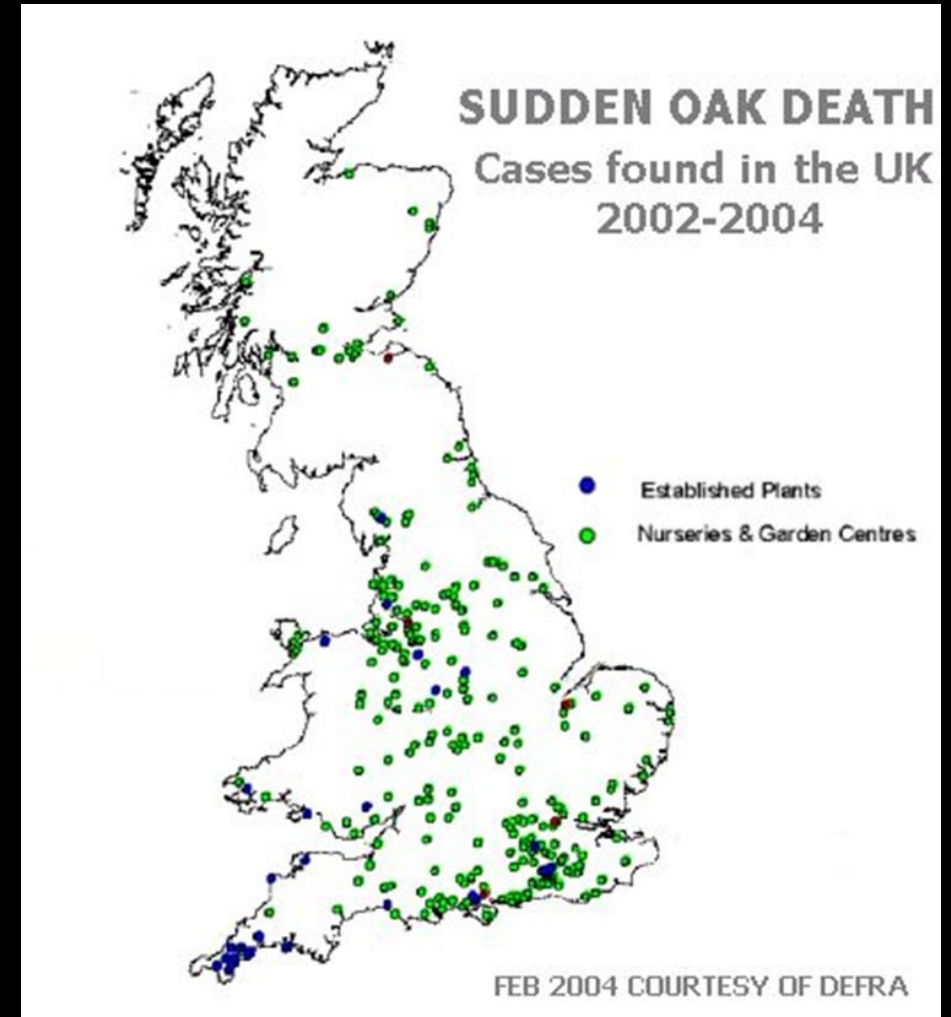 SUDDEN OAK DEATH
Cases found in the UK
2002-2004
Established Plants
Nurseries & Garden Centres
FEB 2004 COURTESY OF DEFRA